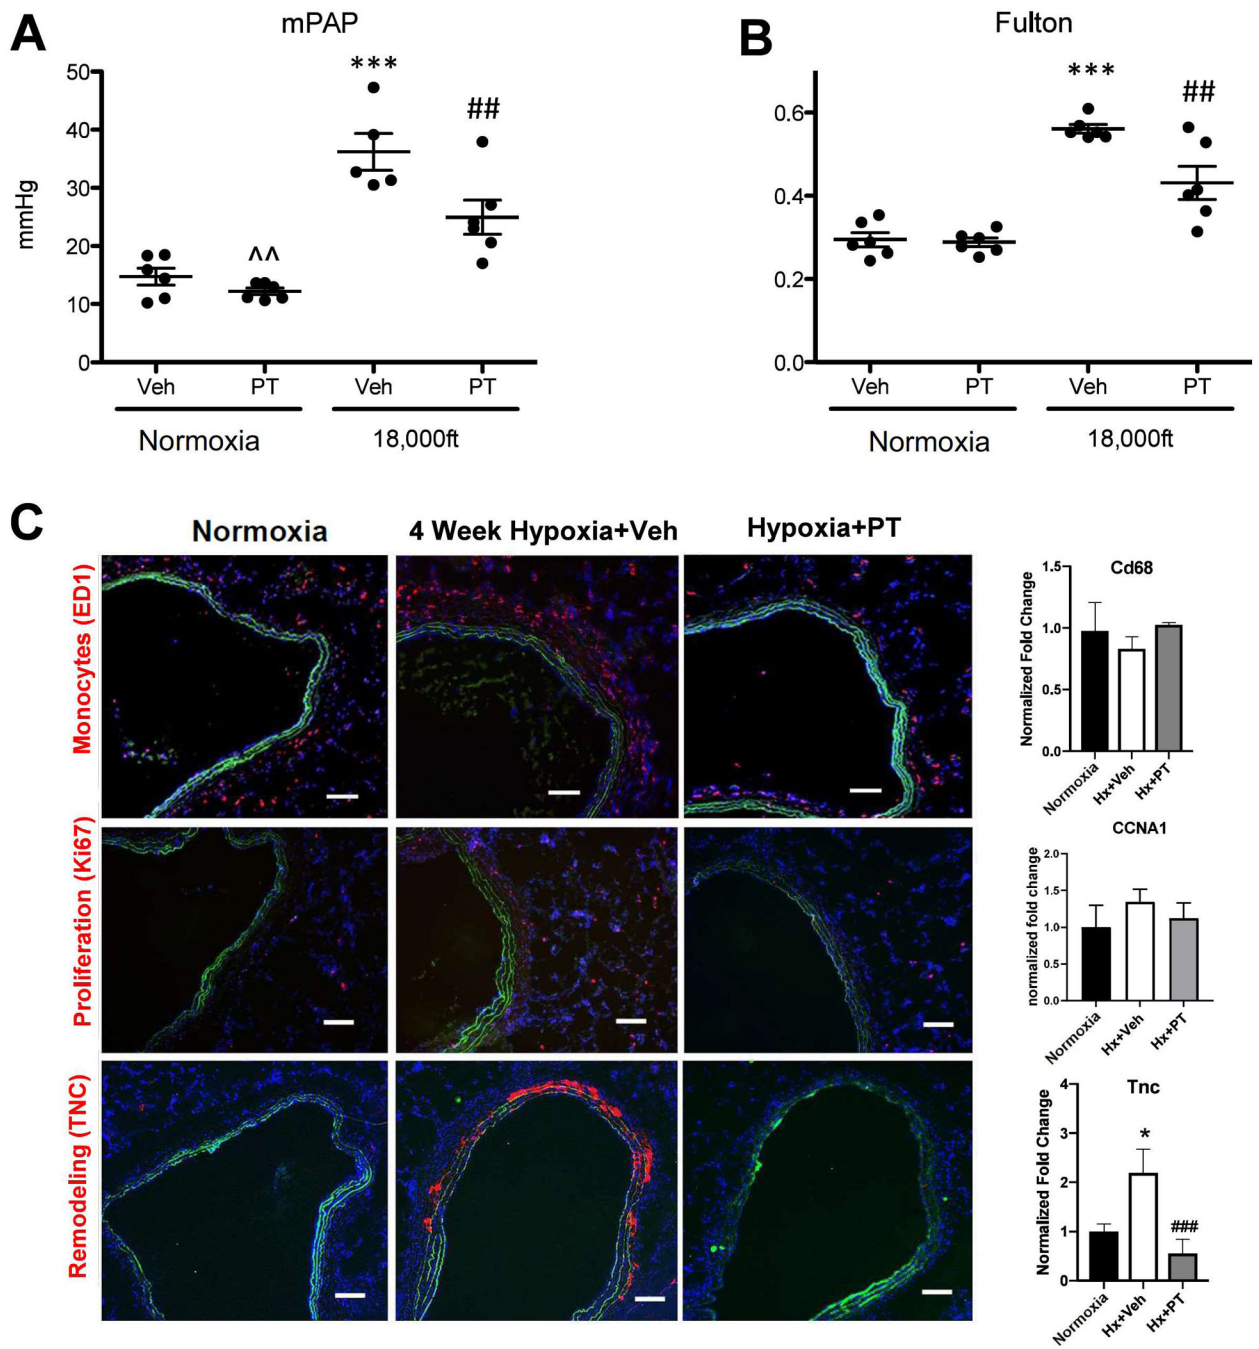 A
mPAP
mmHg
50
40
30
20
10
0
^^
***
##
Veh
PT
Veh
PT
Normoxia
18,000ft
B
Fulton
0.6
0.4
0.2
0.0
***
##
Veh
PT
Veh
PT
Normoxia
18,000ft
C
Normoxia
4 Week Hypoxia+Veh
Hypoxia+PT
Monocytes (ED1)
Proliferation (Ki67)
Remodeling (TNC)
Cd68
Normalized Fold Change
1.5
1.0
0.5
0.0
Normoxia
Hx+Veh
Hx+PT
CCNA1
normalized fold change
2.0
1.5
1.0
0.5
0.0
Normoxia
Hx+Veh
Hx+PT
Tnc
Normalized Fold Change
4
3
2
1
0
*
###
Normoxia
Hx+Veh
Hx+PT